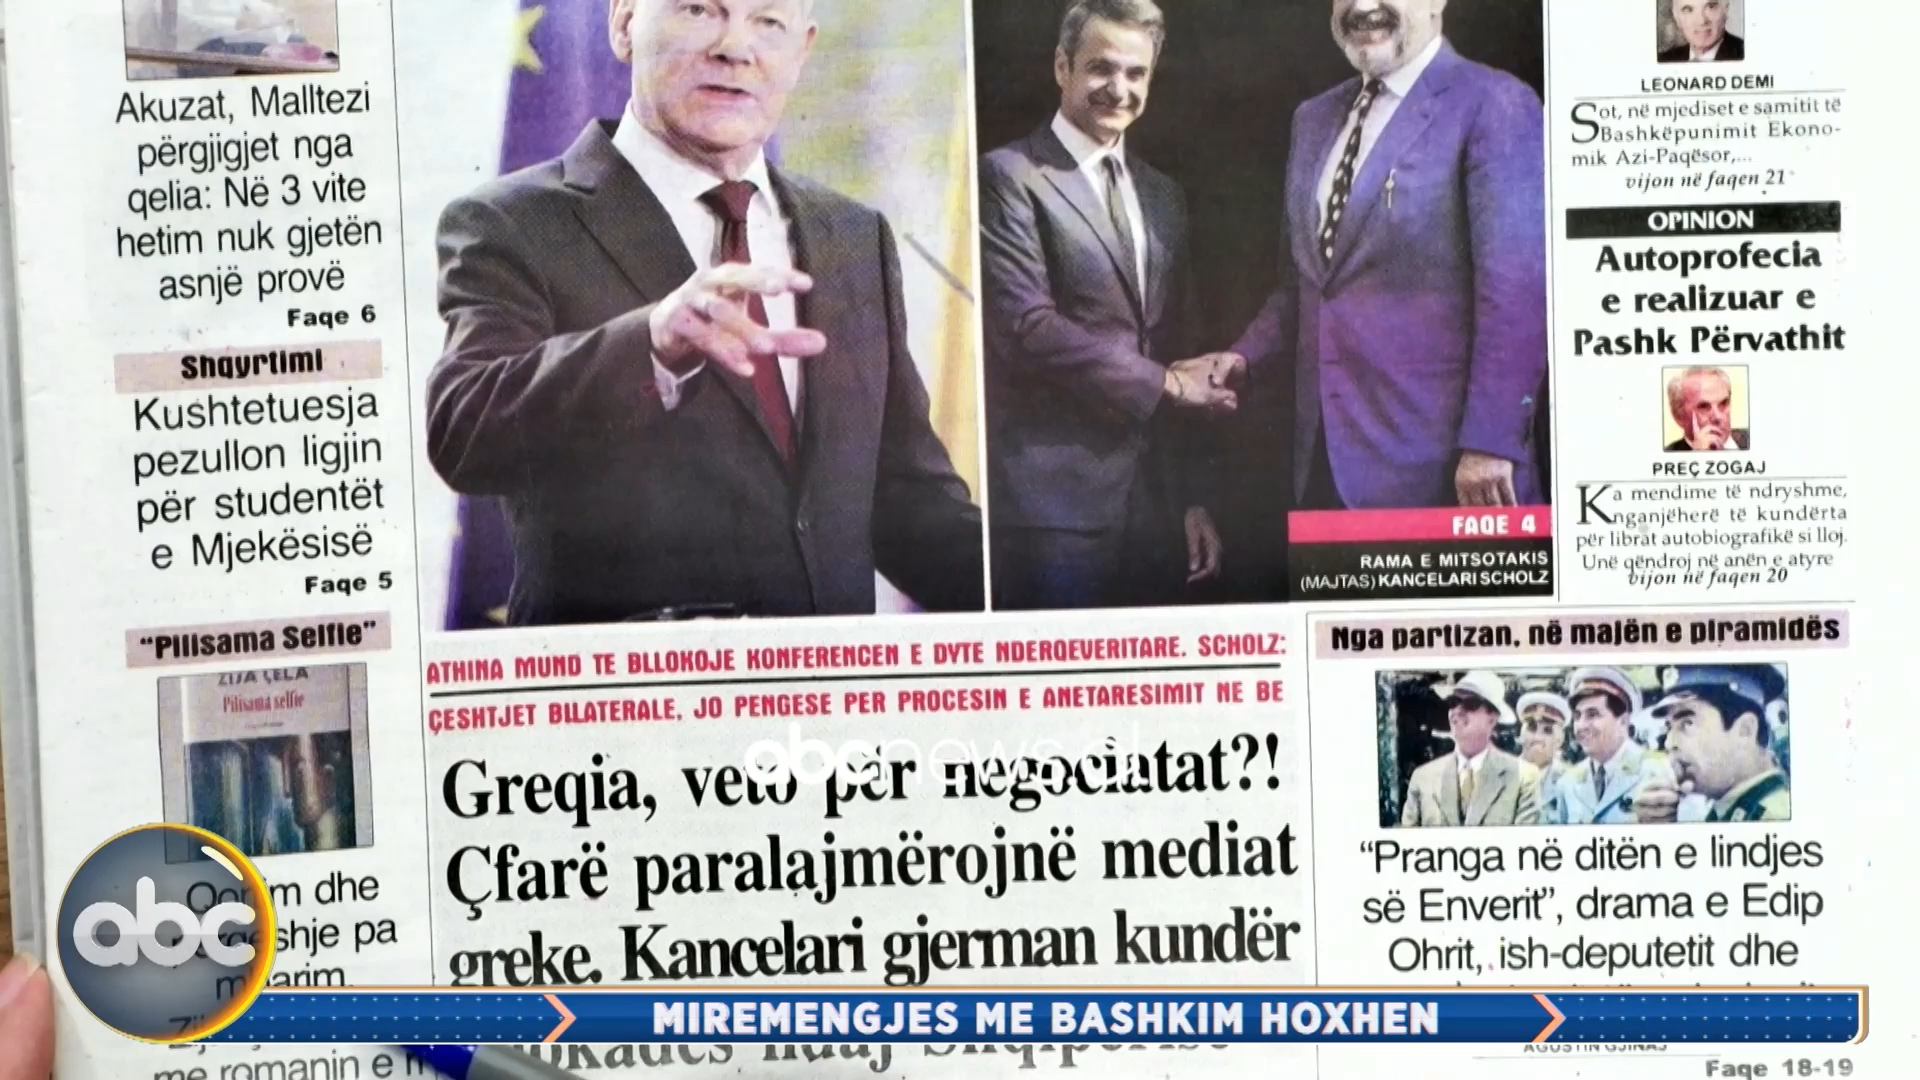 Akuzat, Malltezi
përgjigjet nga
qelia: Në 3 vite
hetim nuk gjetën
asnjë provë
Faqe 6
Shqyrtimi
Kushtetuesja
pezullon ligjin
për studentët
e Mjekësisë
Faqe 5
"Pilisama Selfie"
ZIJA ÇELA
Pilisama selfie
dhe
shje pa
me romanin e
FAQE 4
RAMA E MITSOTAKIS
(MAJTAS) KANCELARI SCHOLZ
ATHINA MUND TE BLLOKOJE KONFERENCEN E DYTE NDERQEVERITARE. SCHOLZ:
ÇESHTJET BILATERALE, JO PENGESE PER PROCESIN E ANETARESIMIT NE BE
Greqia, veto për negociatat?!
Çfarë paralajmërojnë mediat
greke. Kancelari gjerman kundër
abcnews.al
LEONARD DEMI
Sot, në mjediset e samitit të
Bashkëpunimit Ekono-
mik Azi-Paqësor,...
vijon në faqen 21
OPINION
Autoprofecia
e realizuar e
Pashk Përvathit
PREÇ ZOGAJ
Ka mendime të ndryshme,
nganjëherë të kundërta
për librat autobiografikë si lloj.
Unë qëndroj në anën e atyre
vijon në faqen 20
Nga partizan, në majën e piramidës
"Pranga në ditën e lindjes
së Enverit", drama e Edip
Ohrit, ish-deputetit dhe
Faqe 18-19
abc
MIREMENGJES ME BASHKIM HOXHEN